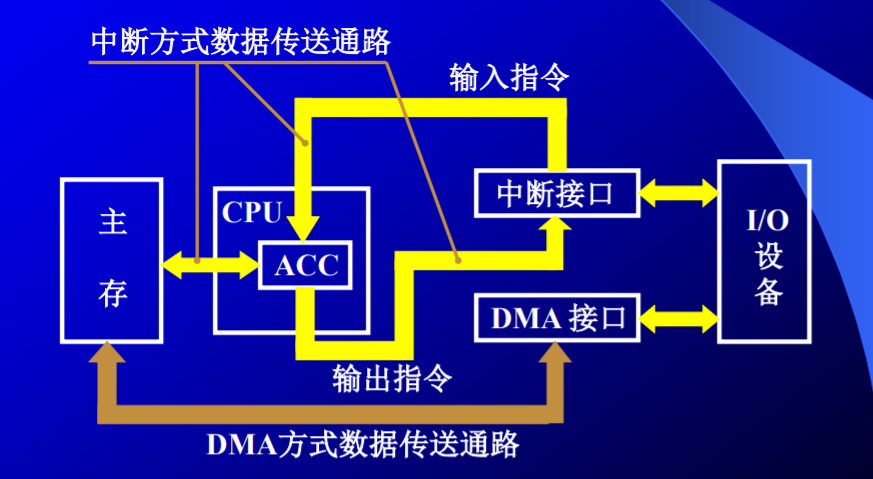 中断方式数据传送通路
输入指令
中断接口
主
存
CPU
ACC
I/O
设
备
DMA 接口
输出指令
DMA方式数据传送通路